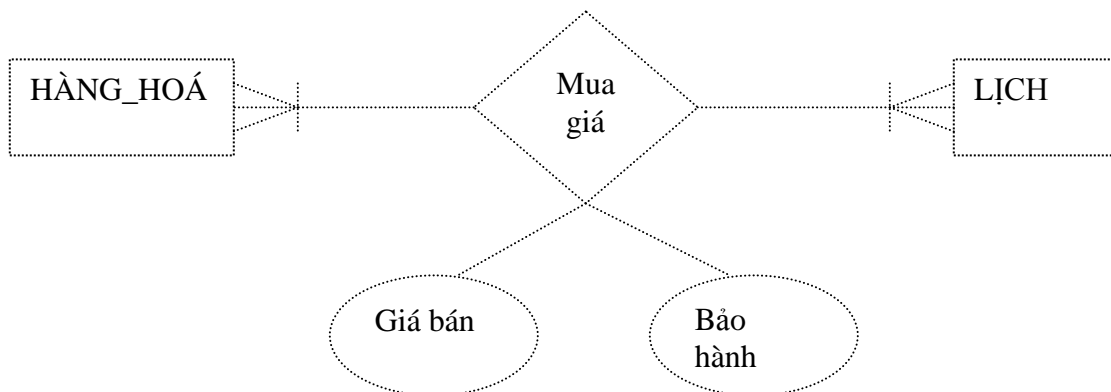 HÀNG_HOÁ
Mua
giá
LỊCH
Giá bán
Bảo
hành